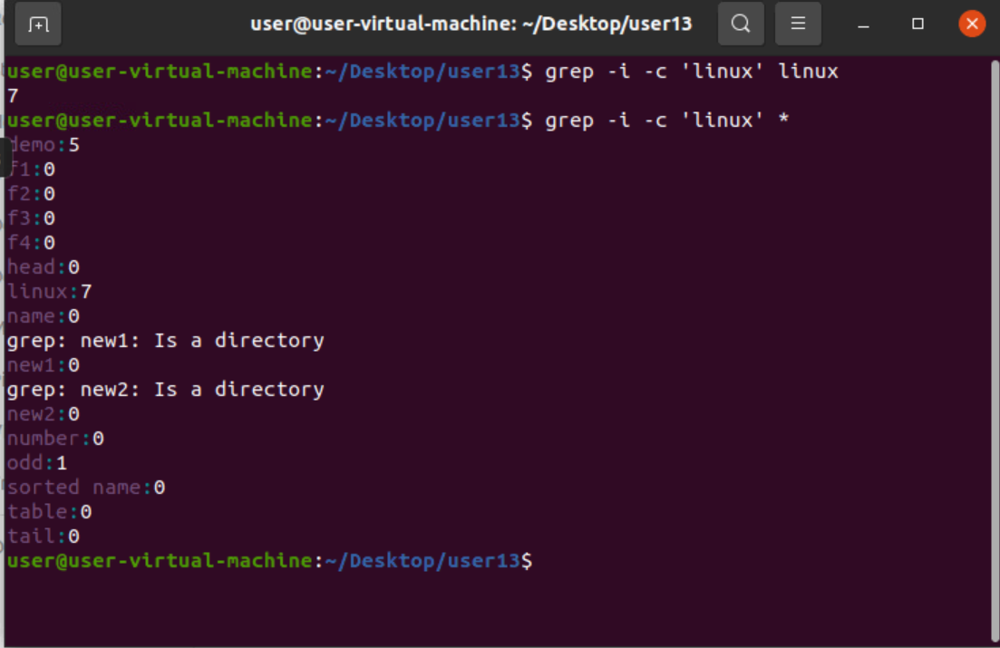 user@user-virtual-machine: ~/Desktop/user13
user@user-virtual-machine:~/Desktop/user13$ grep -i -c 'linux' linux
7
user@user-virtual-machine:~/Desktop/user13$ grep -i -c 'linux' *
demo:5
f1:0
f2:0
f3:0
f4:0
head:0
linux:7
name:0
grep: new1: Is a directory
new1:0
grep: new2: Is a directory
new2:0
number:0
odd:1
sorted name:0
table:0
tail:0
user@user-virtual-machine:~/Desktop/user13$